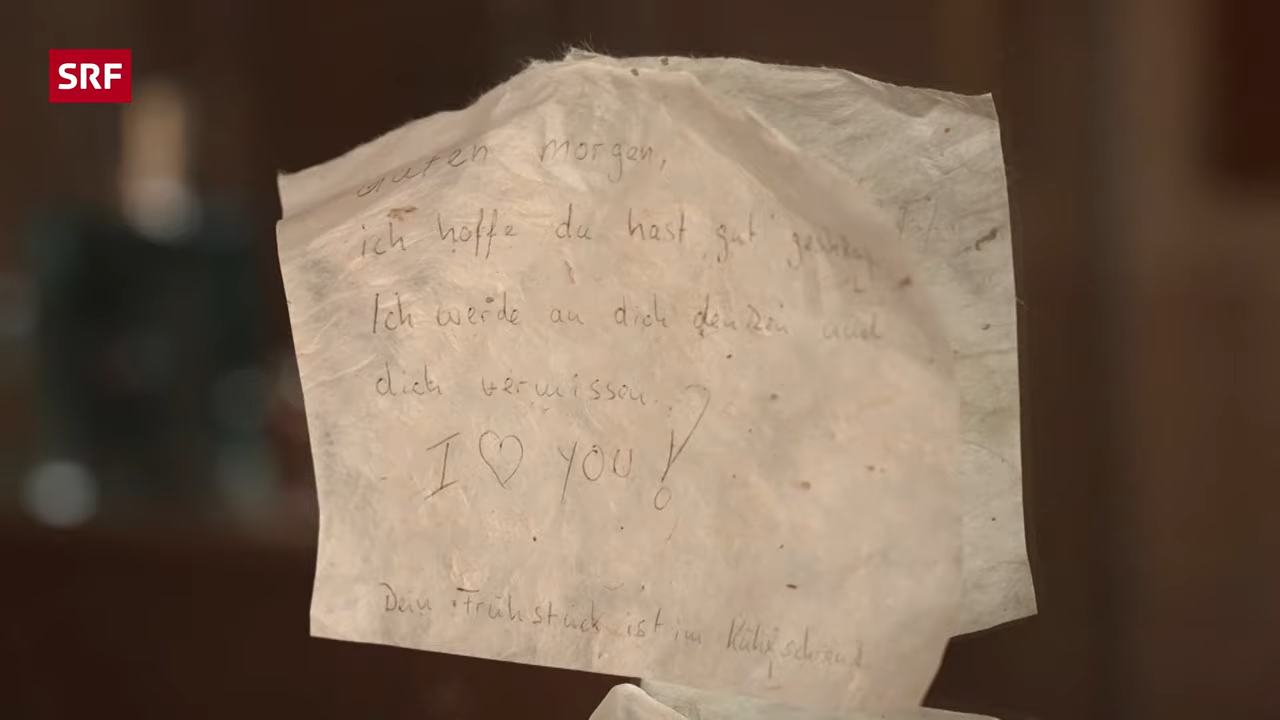 SRF
Guten Morgen,
ich hoffe du hast gut
Ich werde an dich denken und
dich vermissen.
I ♡ YOU!
Dein Frühstück ist im Kühlschrank